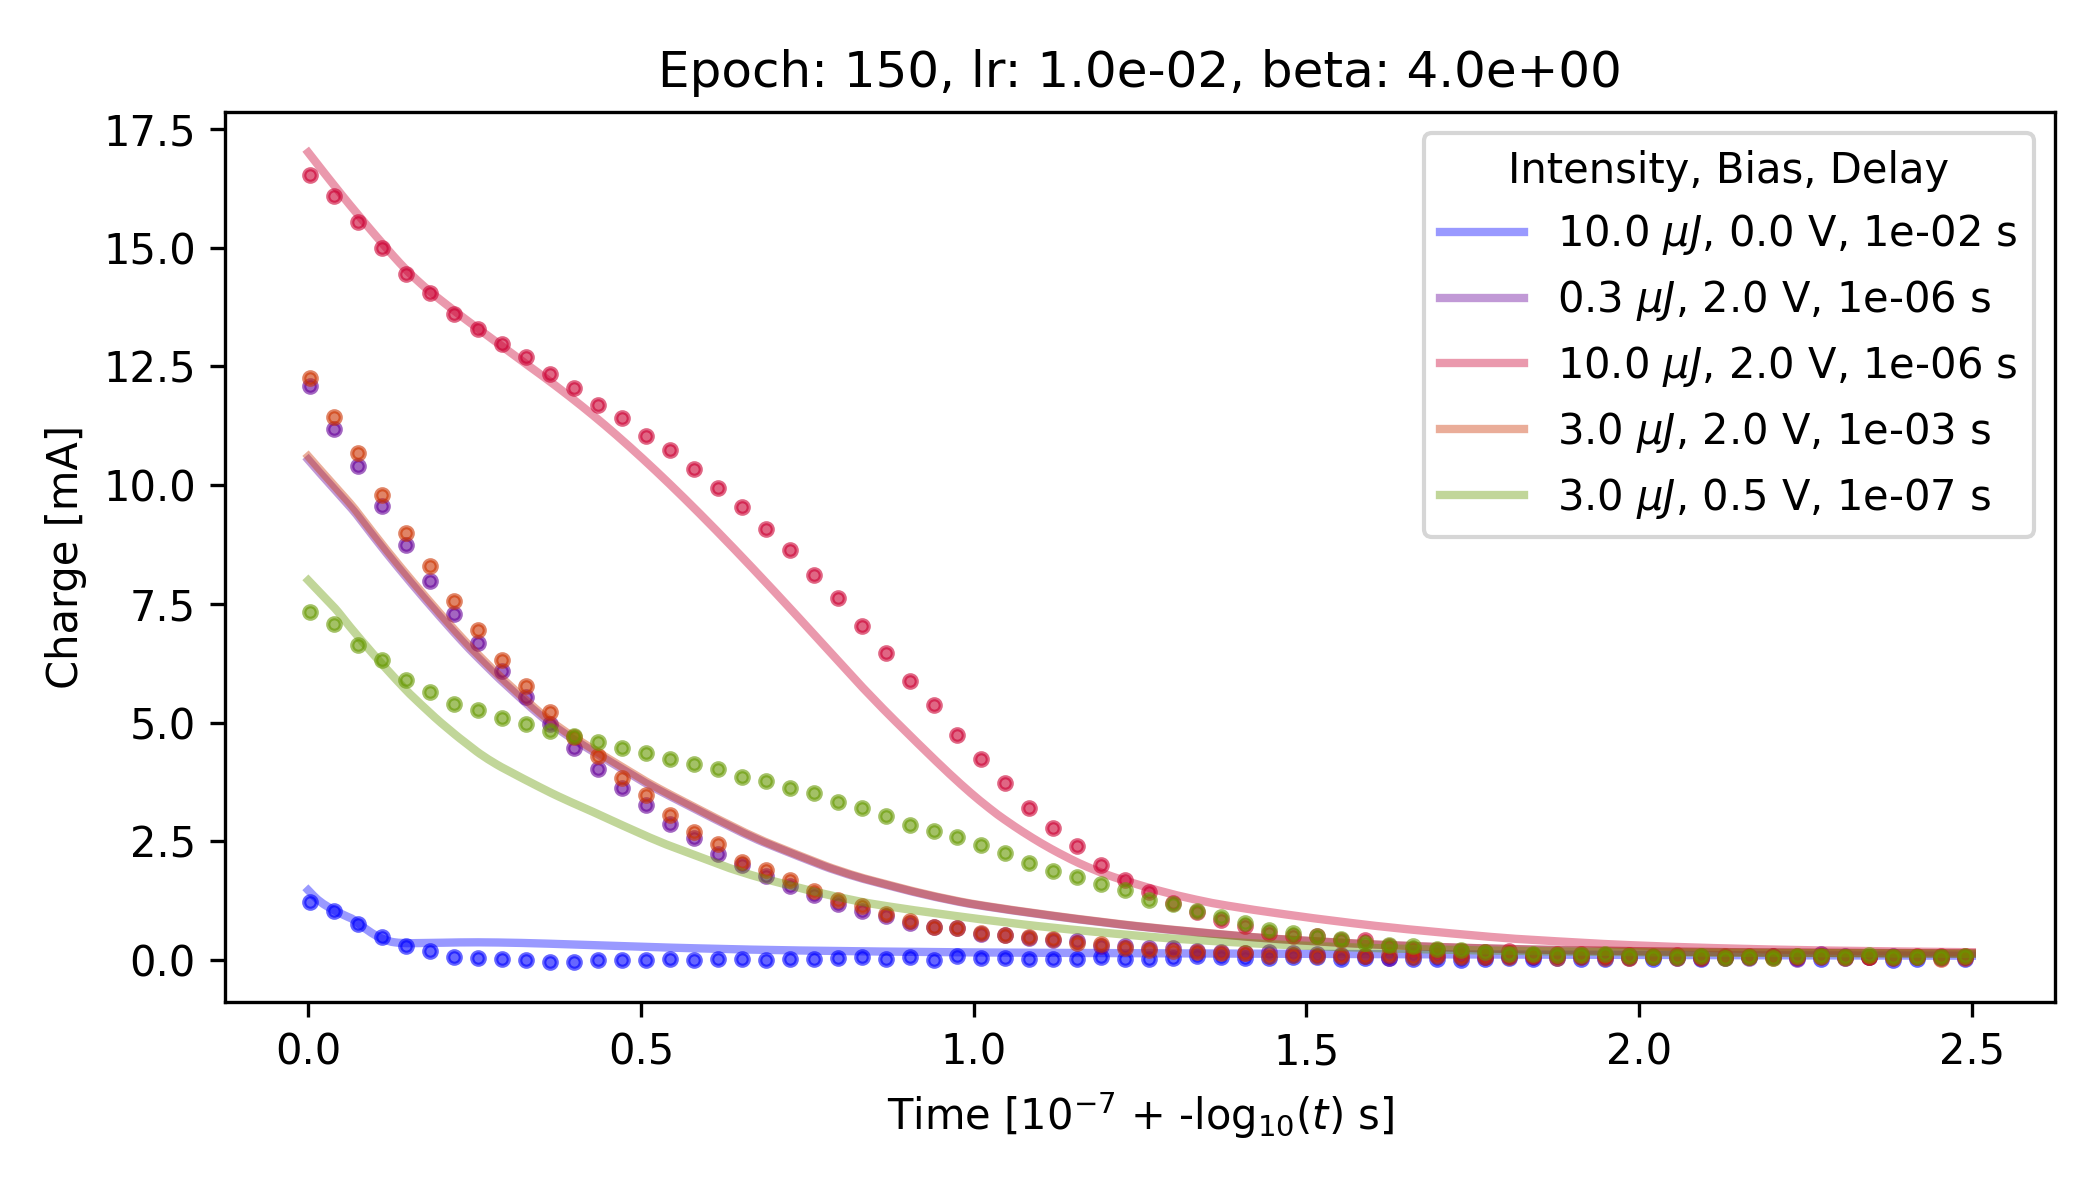 Epoch: 150, lr: 1.0e-02, beta: 4.0e+00
Charge [mA]
17.5
15.0
12.5
10.0
7.5
5.0
2.5
0.0
Intensity, Bias, Delay
10.0 μJ, 0.0 V, 1e-02 s
0.3 μJ, 2.0 V, 1e-06 s
10.0 μJ, 2.0 V, 1e-06 s
3.0 μJ, 2.0 V, 1e-03 s
3.0 μJ, 0.5 V, 1e-07 s
0.0 0.5 1.0 1.5 2.0 2.5
Time [10⁻⁷ + -log₁₀(t) s]